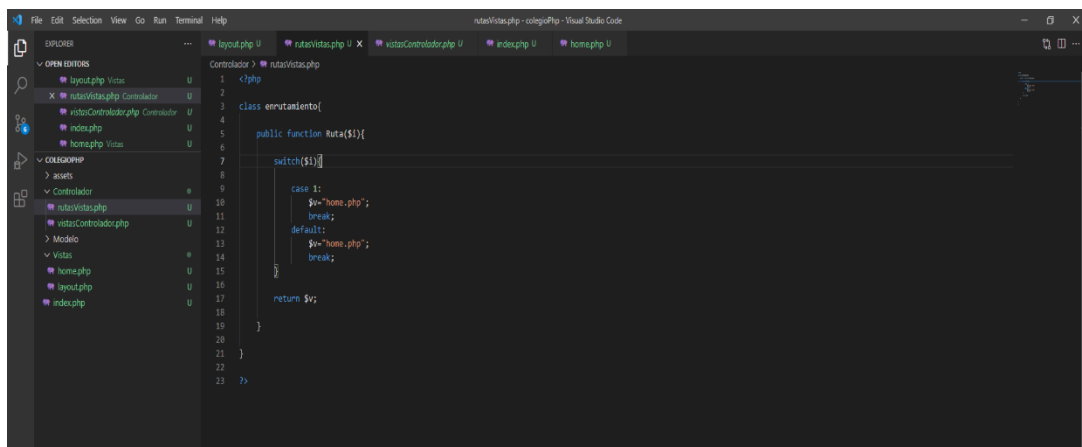 File Edit Selection View Go Run Terminal Help
rutasVistas.php - colegioPhp - Visual Studio Code
EXPLORER
layout.php U
rutasVistas.php U
vistasControlador.php U
index.php U
home.php U
OPEN EDITORS
layout.php Vistas U
rutasVistas.php Controlador U
vistasControlador.php Controlador U
index.php U
home.php Vistas U
COLEGIOPHP
assets
Controlador
rutasVistas.php U
vistasControlador.php U
Modelo
Vistas
home.php U
layout.php U
index.php U
6
Controlador > rutasVistas.php
1 <?php
2
3 class enrutamiento{
4
5 public function Ruta($i){
6
7 switch($i){
8
9 case 1:
10 $v="home.php";
11 break;
12 default:
13 $v="home.php";
14 break;
15 }
16
17 return $v;
18
19 }
20
21 }
22
23 ?>